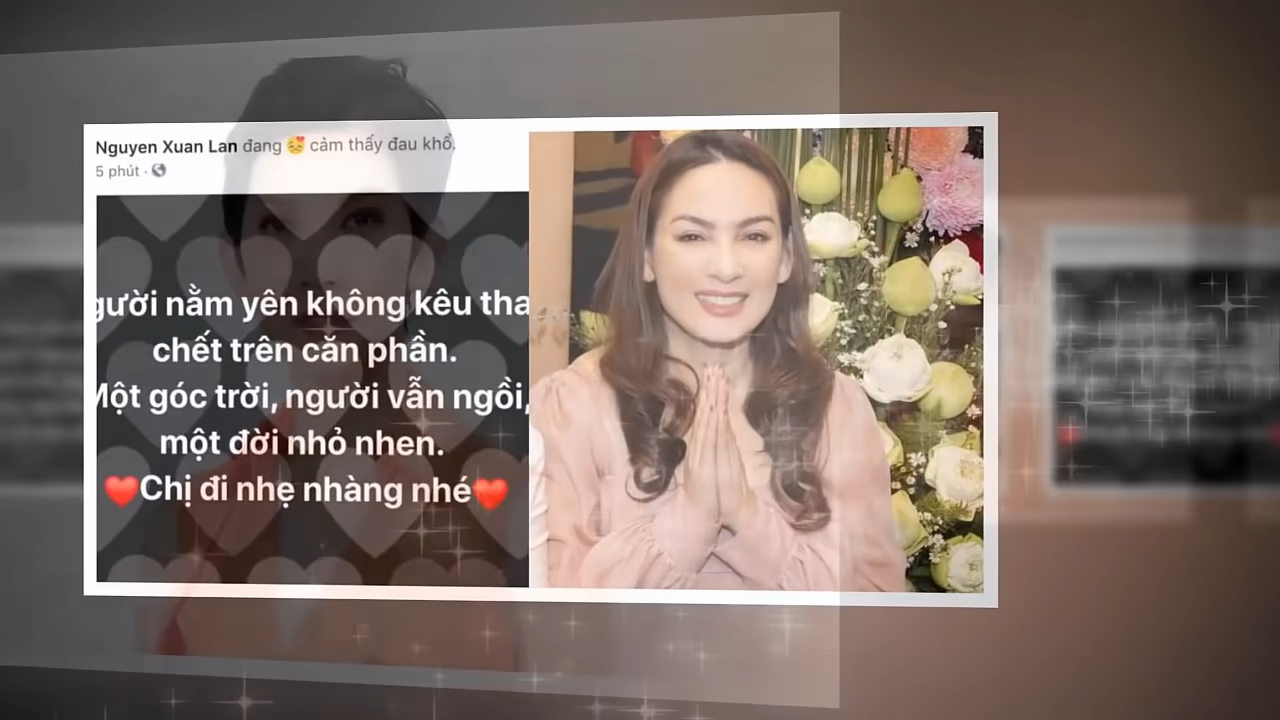 Nguyen Xuan Lan đang 🥵 cảm thấy đau khổ.
5 phút ·
gười nằm yên không kêu tha
chết trên căn phần.
Một góc trời, người vẫn ngồi,
một đời nhỏ nhen.
❤️Chị đi nhẹ nhàng nhé❤️